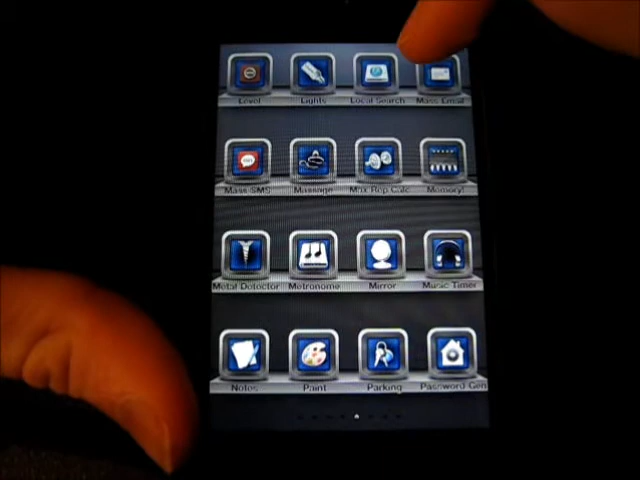 Level Lights Local Search Mass Email
Mass SMS Massage Max Rep Calc Memory!
Metal Detector Metronome Mirror Music Timer
Notes Paint Parking Password Gen